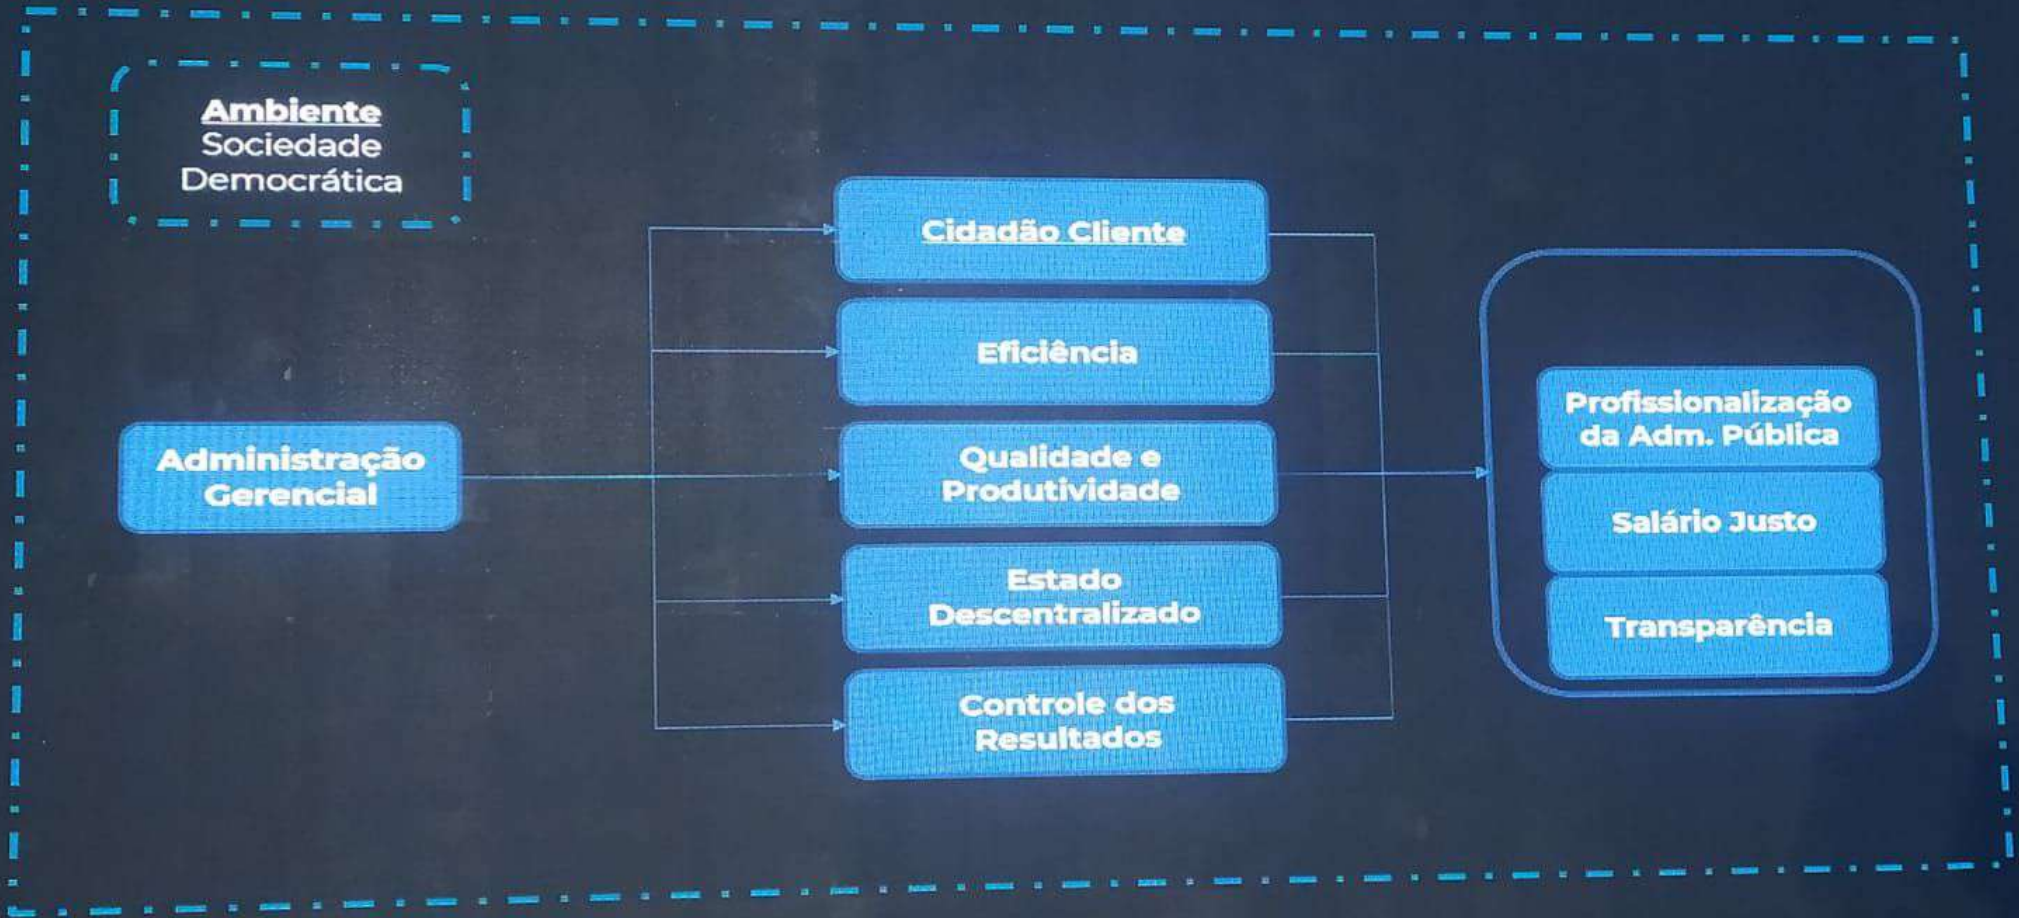 Ambiente
Sociedade
Democrática
Administração
Gerencial
Cidadão Cliente
Eficiência
Qualidade e
Produtividade
Estado
Descentralizado
Controle dos
Resultados
Profissionalização
da Adm. Pública
Salário Justo
Transparência